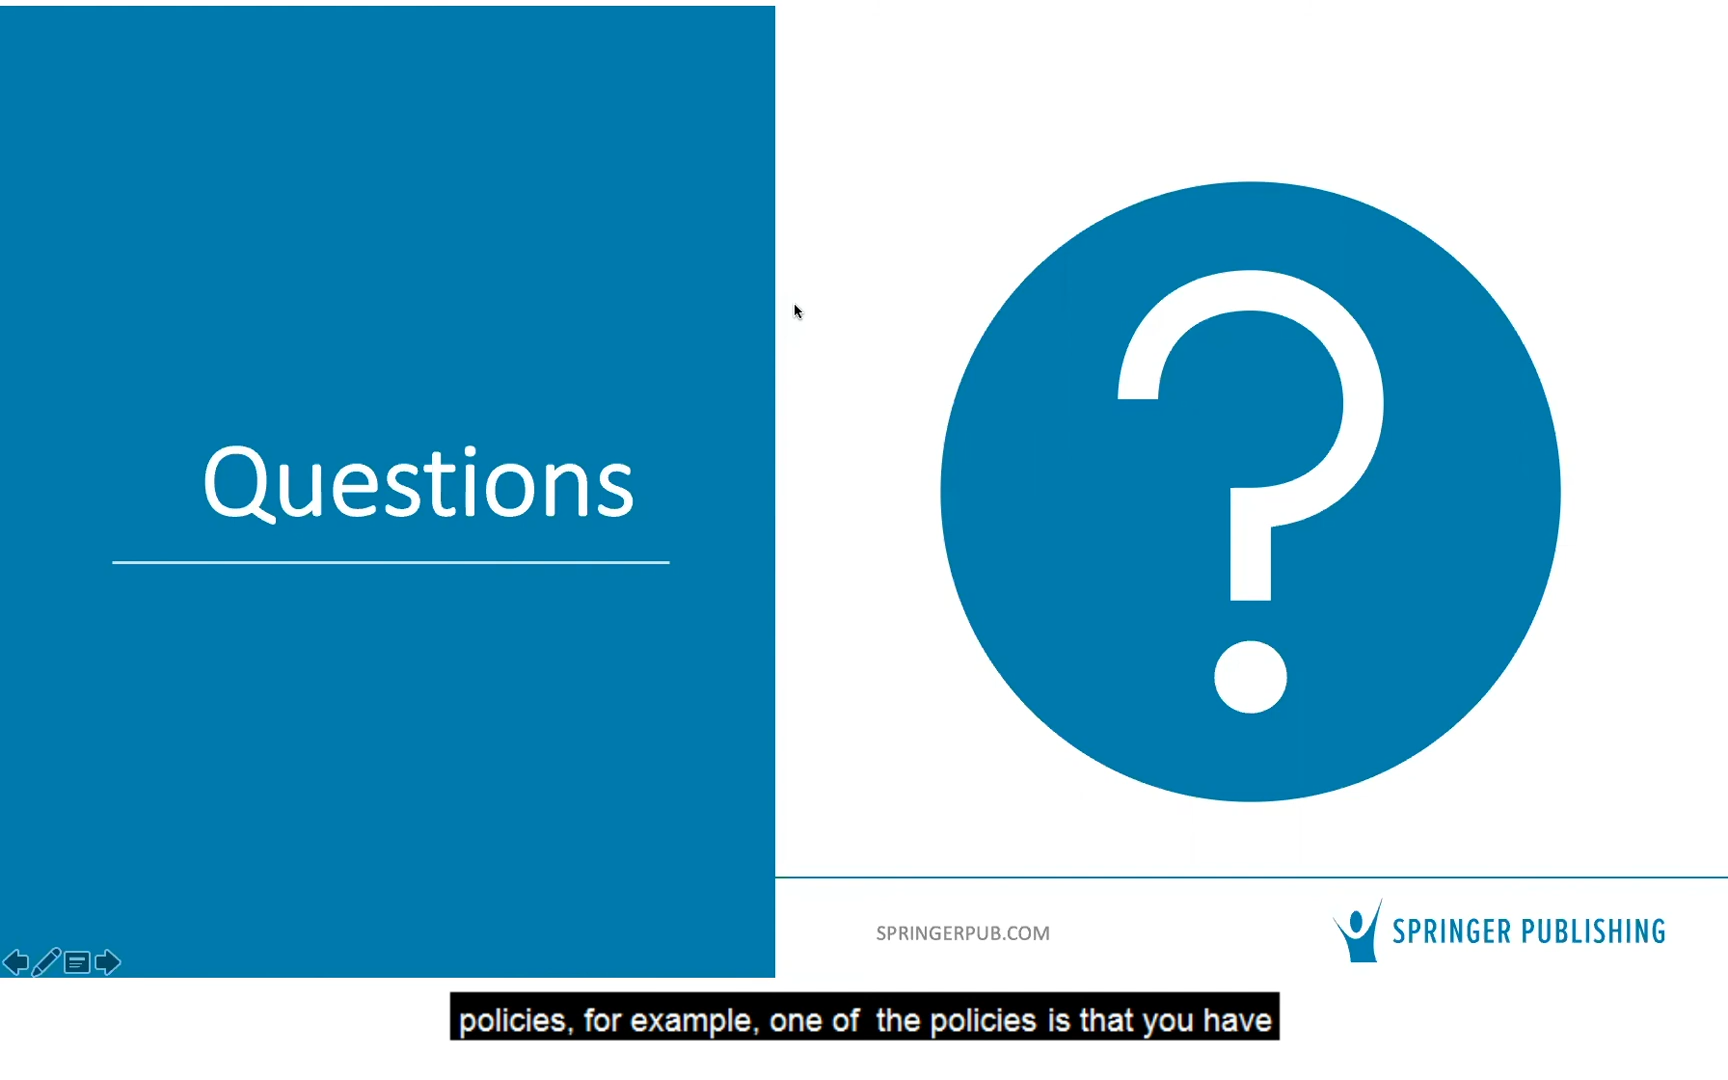 Questions
?
SPRINGERPUB.COM
SPRINGER PUBLISHING
policies, for example, one of the policies is that you have